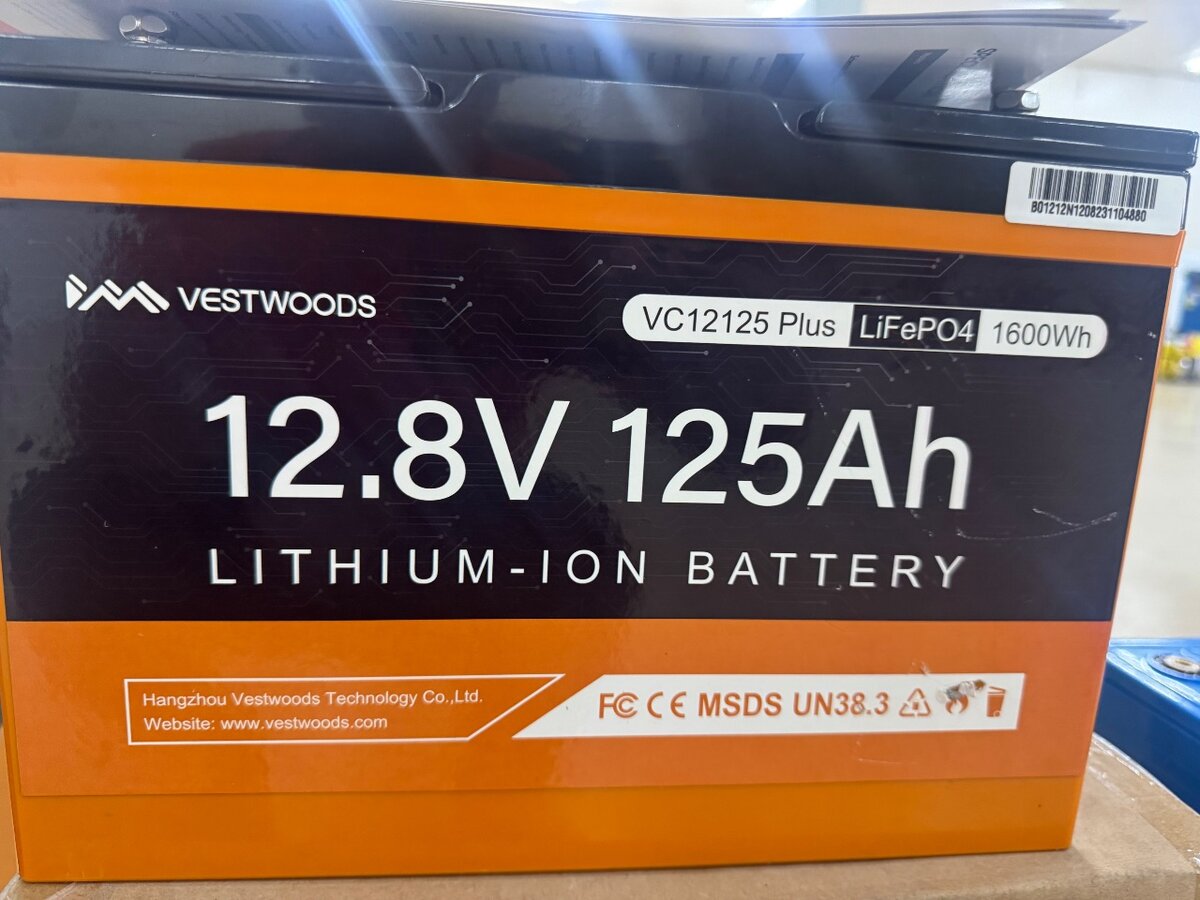 B01212N1208231104880
VESTWOODS
VC12125 Plus LiFePO4 1600Wh
12.8V 125Ah
LITHIUM-ION BATTERY
Hangzhou Vestwoods Technology Co.,Ltd.
Website: www.vestwoods.com
FC CE MSDS UN38.3